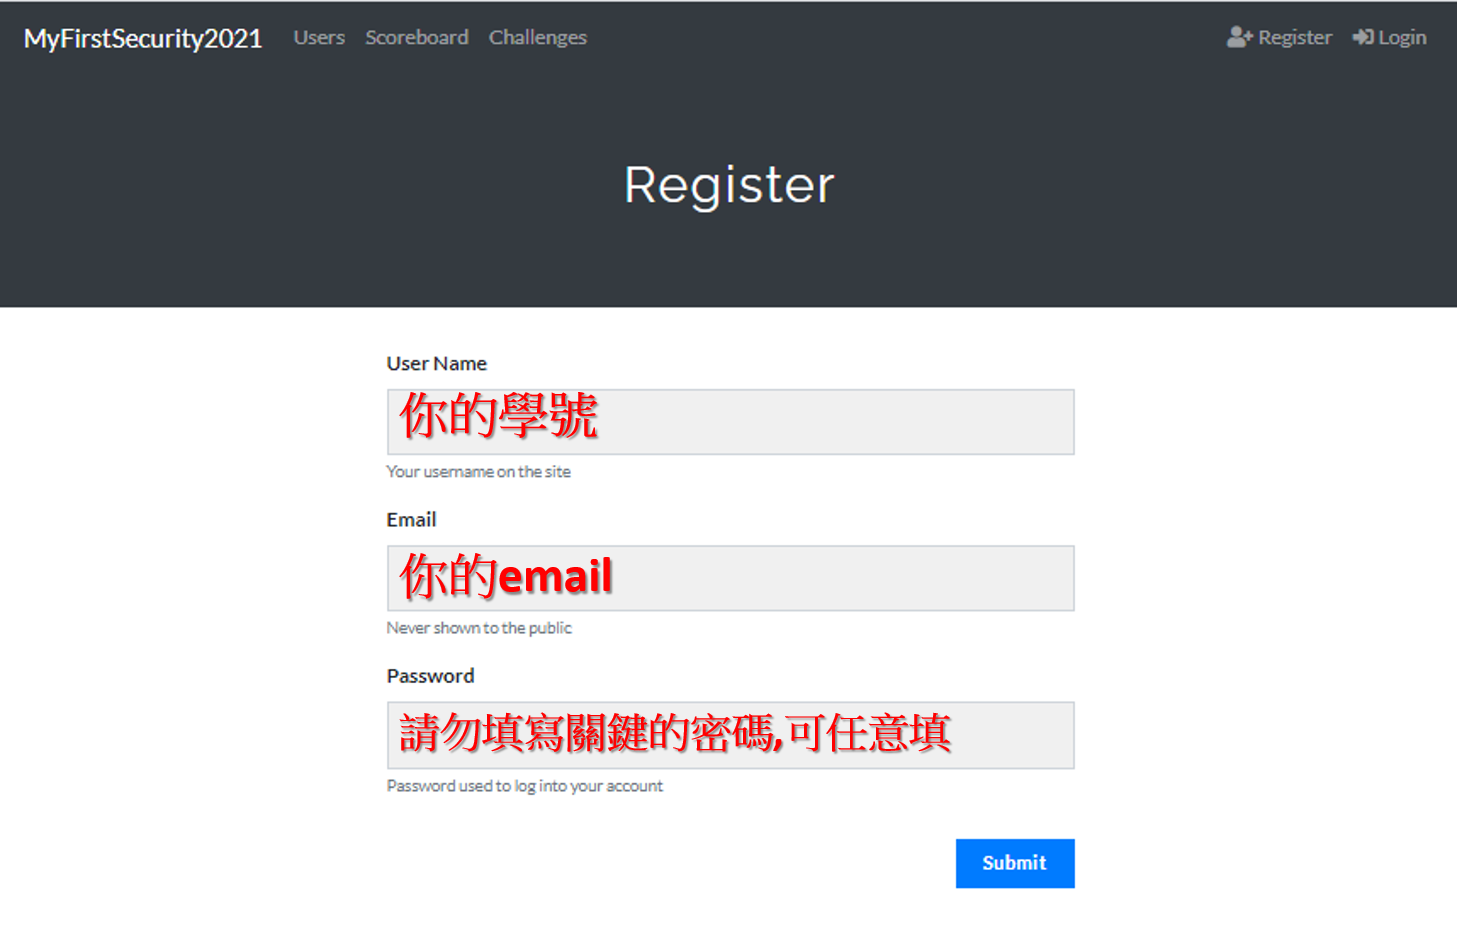 MyFirstSecurity2021 Users Scoreboard Challenges Register Login
Register
User Name
你的學號
Your username on the site
Email
你的email
Never shown to the public
Password
請勿填寫關鍵的密碼,可任意填
Password used to log into your account
Submit